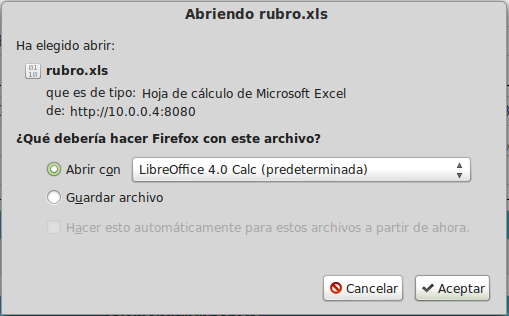 Abriendo rubro.xls
Ha elegido abrir:
rubro.xls
que es de tipo: Hoja de cálculo de Microsoft Excel
de: http://10.0.0.4:8080
¿Qué debería hacer Firefox con este archivo?
Abrir con LibreOffice 4.0 Calc (predeterminada)
Guardar archivo
Hacer esto automáticamente para estos archivos a partir de ahora.
Cancelar Aceptar